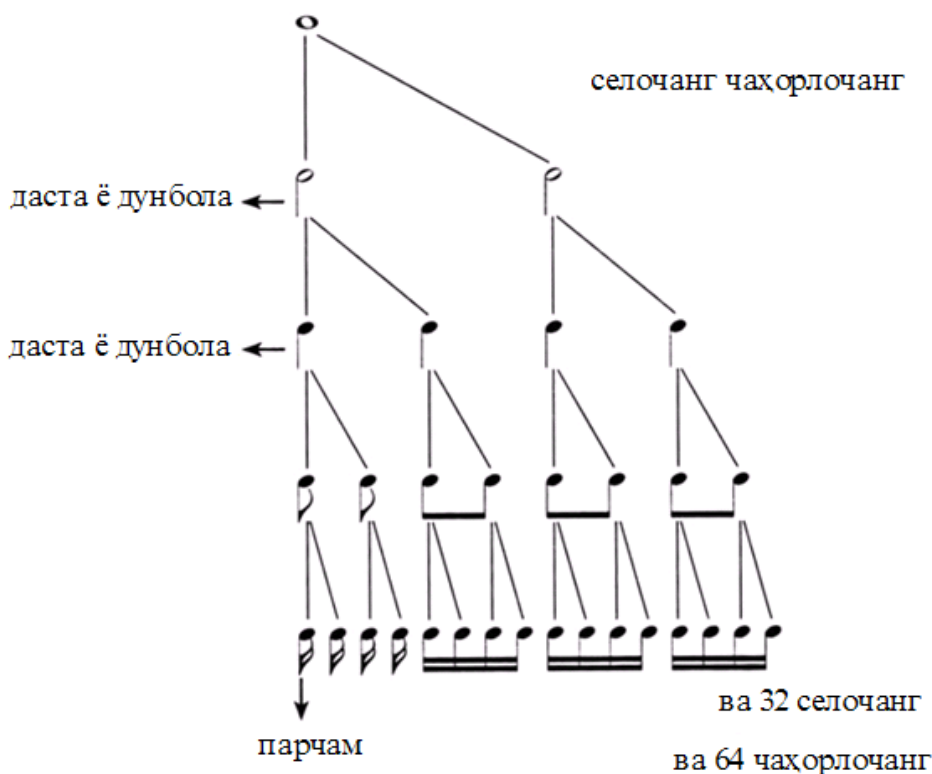 селочанг чаҳорлочанг
даста ё дунбола
даста ё дунбола
ва 32 селочанг
парчам
ва 64 чаҳорлочанг